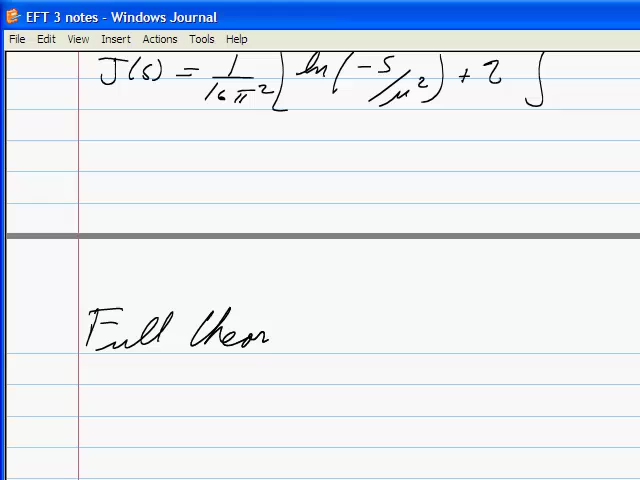 EFT 3 notes - Windows Journal
File Edit View Insert Actions Tools Help
J(s) = 1/16π² [ ln(-s/μ²) + 2 ]
Full theor